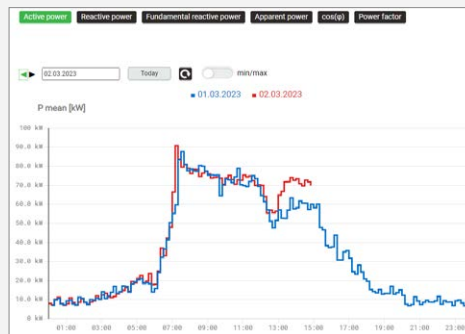 Active power Reactive power Fundamental reactive power Apparent power cos(φ) Power factor
02.03.2023 Today min/max
01.03.2023 02.03.2023
P mean [kW]
100 kW
90.0 kW
80.0 kW
70.0 kW
60.0 kW
50.0 kW
40.0 kW
30.0 kW
20.0 kW
10.0 kW
0.0 kW
01:00 03:00 05:00 07:00 09:00 11:00 13:00 15:00 17:00 19:00 21:00 23:00